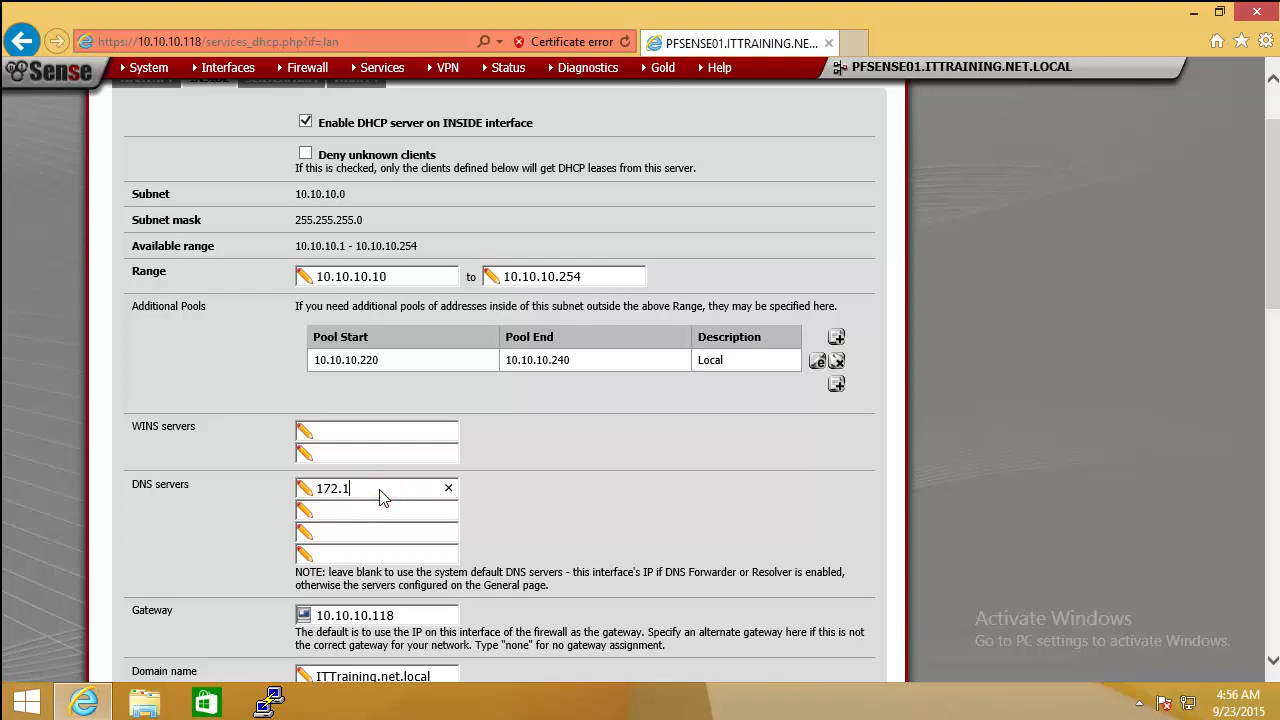 https://10.10.10.118/services_dhcp.php?if=lan
Certificate error
PFSENSE01.ITTRAINING.NE...
Sense
System
Interfaces
Firewall
Services
VPN
Status
Diagnostics
Gold
Help
PFSENSE01.ITTRAINING.NET.LOCAL
Enable DHCP server on INSIDE interface
Deny unknown clients
If this is checked, only the clients defined below will get DHCP leases from this server.
Subnet 10.10.10.0
Subnet mask 255.255.255.0
Available range 10.10.10.1 - 10.10.10.254
Range 10.10.10.10 to 10.10.10.254
Additional Pools If you need additional pools of addresses inside of this subnet outside the above Range, they may be specified here.
Pool Start Pool End Description
10.10.10.220 10.10.10.240 Local
WINS servers
DNS servers 172.1
NOTE: leave blank to use the system default DNS servers - this interface's IP if DNS Forwarder or Resolver is enabled,
otherwise the servers configured on the General page.
Gateway 10.10.10.118
The default is to use the IP on this interface of the firewall as the gateway. Specify an alternate gateway here if this is not
the correct gateway for your network. Type "none" for no gateway assignment.
Domain name ITTraining.net.local
Activate Windows
Go to PC settings to activate Windows.
4:56 AM
9/23/2015